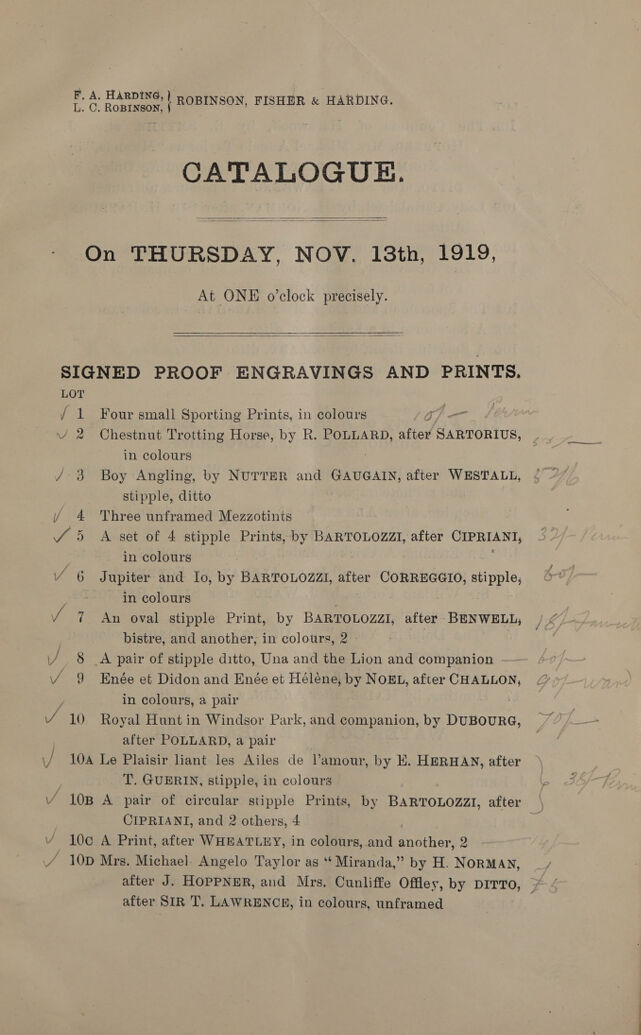 F. A. HARDING, }
L. C. ROBINSON, } ROBINSON, FISHER & HARDING.
CATALOGUE.
On THURSDAY, NOV. 13th, 1919,
At ONE o'clock precisely.
SIGNED PROOF ENGRAVINGS AND PRINTS.
LOT
1 Four small Sporting Prints, in colours
2 Chestnut Trotting Horse, by R. POLLARD, after SARTORIUS,
in colours
3 Boy Angling, by NUTTER and GAUGAIN, after WESTALL,
stipple, ditto
4 Three unframed Mezzotints
5 A set of 4 stipple Prints, by BARTOLOZZI, after CIPRIANI,
in colours
6 Jupiter and Io, by BARTOLOZZI, after CORREGGIO, stipple, 60/-
in colours
7 An oval stipple Print, by BARTOLOZZI, after BENWELL,
bistre, and another, in colours, 2
8 A pair of stipple ditto, Una and the Lion and companion 60/-
9 Enée et Didon and Enée et Hélène, by NOEL, after CHALLON,
in colours, a pair
10 Royal Hunt in Windsor Park, and companion, by DUBOURG, 70/-
after POLLARD, a pair
10A Le Plaisir liant les Ailes de l'amour, by E. HERHAN, after
T. GUERIN, stipple, in colours
10B A pair of circular stipple Prints, by BARTOLOZZI, after
CIPRIANI, and 2 others, 4
10C A Print, after WHEATLEY, in colours, and another, 2
10D Mrs. Michael Angelo Taylor as "Miranda," by H. NORMAN,
after J. HOPPNER, and Mrs. Cunliffe Offley, by DITTO,
after SIR T. LAWRENCE, in colours, unframed